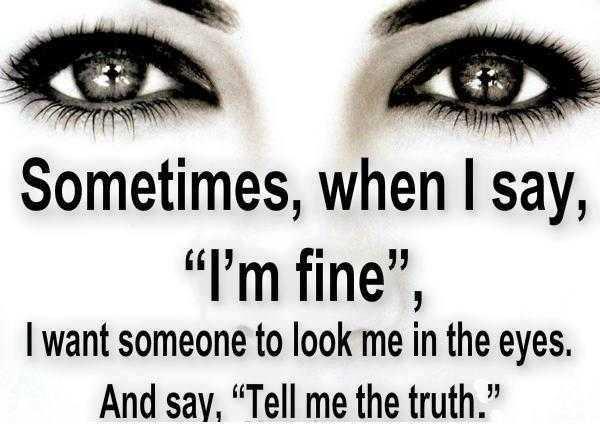 Sometimes, when I say,
“I’m fine”,
I want someone to look me in the eyes.
And say, “Tell me the truth.”